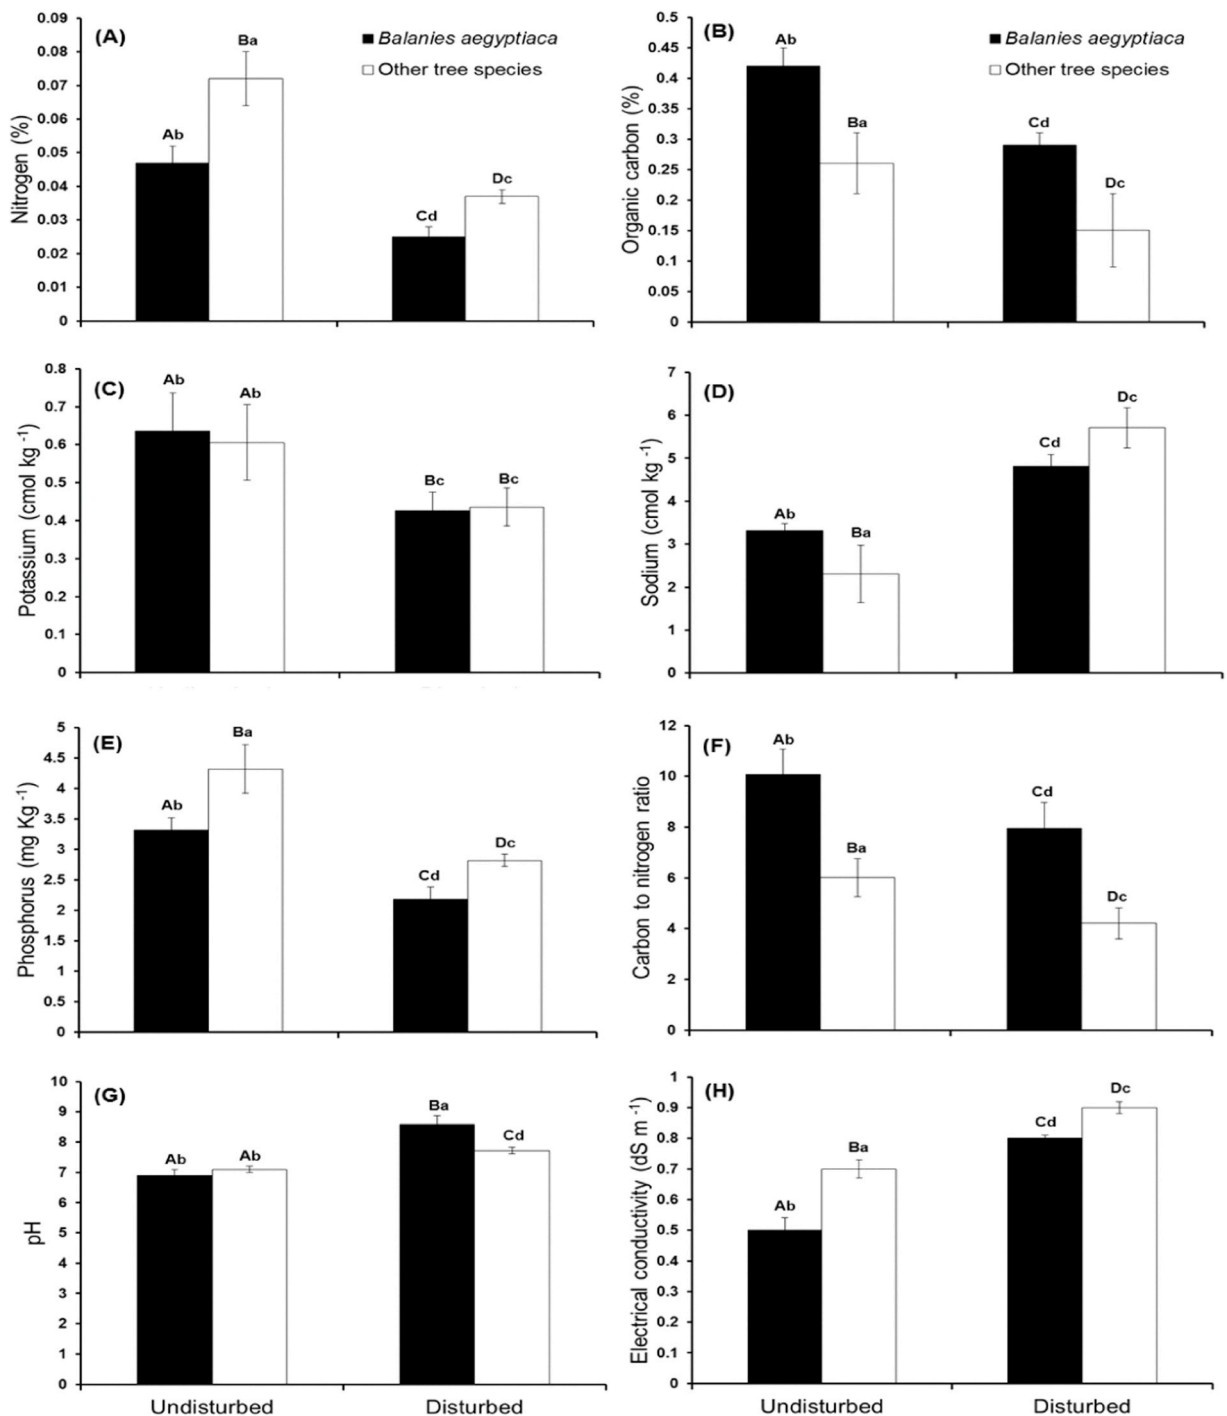 (A)
Nitrogen (%)
0.09
0.08
0.07
0.06
0.05
0.04
0.03
0.02
0.01
0
Balanies aegyptiaca
Other tree species
Ab
Ba
Cd
Dc
(B)
Organic carbon (%)
0.5
0.45
0.4
0.35
0.3
0.25
0.2
0.15
0.1
0.05
0
Balanies aegyptiaca
Other tree species
Ab
Ba
Cd
Dc
(C)
Potassium (cmol kg -1)
0.8
0.7
0.6
0.5
0.4
0.3
0.2
0.1
0
Ab
Ab
Bc
Bc
(D)
Sodium (cmol kg -1)
7
6
5
4
3
2
1
0
Ab
Ba
Cd
Dc
(E)
Phosphorus (mg Kg -1)
5
4.5
4
3.5
3
2.5
2
1.5
1
0.5
0
Ab
Ba
Cd
Dc
(F)
Carbon to nitrogen ratio
12
10
8
6
4
2
0
Ab
Ba
Cd
Dc
(G)
pH
10
9
8
7
6
5
4
3
2
1
0
Ab
Ab
Ba
Cd
Undisturbed
Disturbed
(H)
Electrical conductivity (dS m -1)
1
0.9
0.8
0.7
0.6
0.5
0.4
0.3
0.2
0.1
0
Ab
Ba
Cd
Dc
Undisturbed
Disturbed